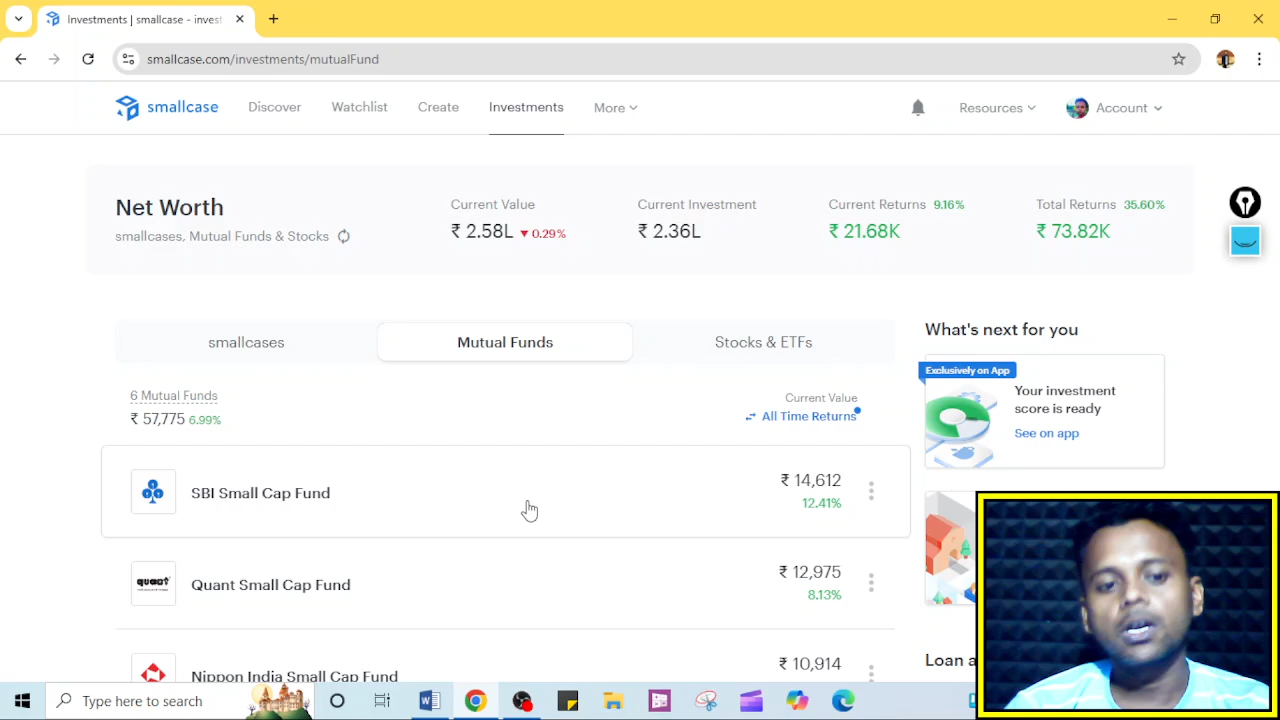 Investments | smallcase - inves
smallcase.com/investments/mutualFund
smallcase
Discover
Watchlist
Create
Investments
More
Resources
Account
Net Worth
smallcases, Mutual Funds & Stocks
Current Value
₹ 2.58L ▼ 0.29%
Current Investment
₹ 2.36L
Current Returns 9.16%
₹ 21.68K
Total Returns 35.60%
₹ 73.82K
smallcases
Mutual Funds
Stocks & ETFs
6 Mutual Funds
₹ 57,775 6.99%
Current Value
All Time Returns
SBI Small Cap Fund
₹ 14,612
12.41%
quant
Quant Small Cap Fund
₹ 12,975
8.13%
Nippon India Small Cap Fund
₹ 10,914
What's next for you
Exclusively on App
Your investment
score is ready
See on app
Loan a
Type here to search